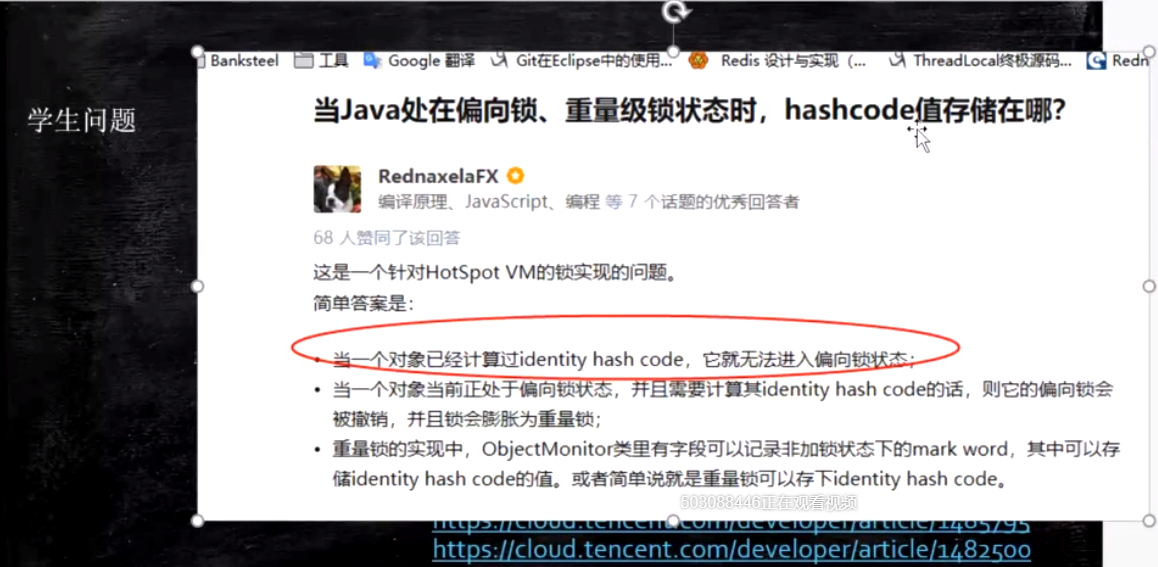 Banksteel 工具 Google 翻译 Git在Eclipse中的使用... Redis 设计与实现（... ThreadLocal终极源码... Redn
学生问题
当Java处在偏向锁、重量级锁状态时，hashcode值存储在哪？
RednaxelaFX
编译原理、JavaScript、编程 等 7 个话题的优秀回答者
68 人赞同了该回答
这是一个针对HotSpot VM的锁实现的问题。
简单答案是：
• 当一个对象已经计算过identity hash code，它就无法进入偏向锁状态；
• 当一个对象当前正处于偏向锁状态，并且需要计算其identity hash code的话，则它的偏向锁会
被撤销，并且锁会膨胀为重量锁；
• 重量锁的实现中，ObjectMonitor类里有字段可以记录非加锁状态下的mark word，其中可以存
储identity hash code的值。或者简单说就是重量锁可以存下identity hash code。
503088446正在观看视频
https://cloud.tencent.com/developer/article/1485795
https://cloud.tencent.com/developer/article/1482500